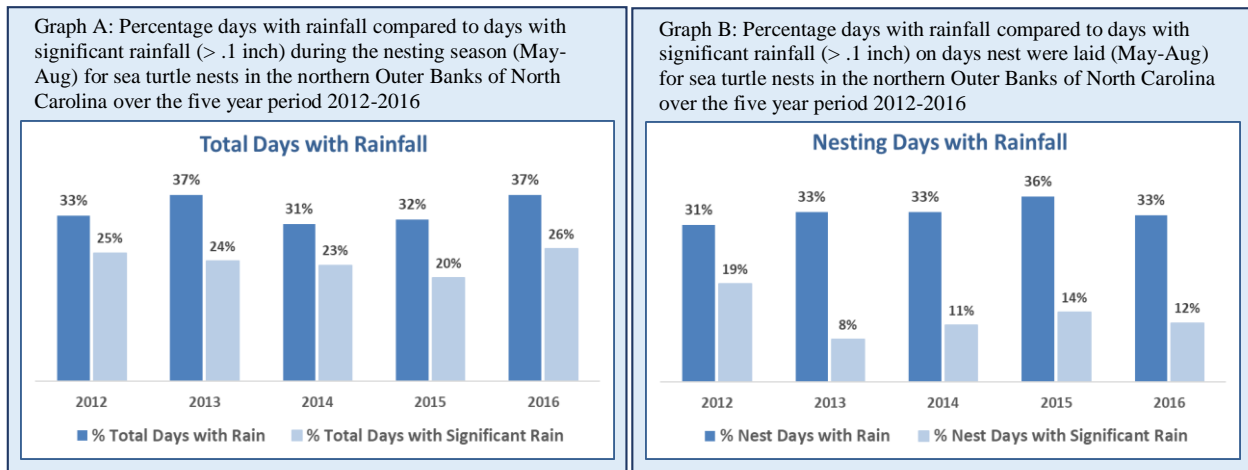 Graph A: Percentage days with rainfall compared to days with
significant rainfall (> .1 inch) during the nesting season (May-
Aug) for sea turtle nests in the northern Outer Banks of North
Carolina over the five year period 2012-2016
Total Days with Rainfall
33%
25%
37%
24%
31%
23%
32%
20%
37%
26%
2012
2013
2014
2015
2016
% Total Days with Rain
% Total Days with Significant Rain
Graph B: Percentage days with rainfall compared to days with
significant rainfall (> .1 inch) on days nest were laid (May-Aug)
for sea turtle nests in the northern Outer Banks of North Carolina
over the five year period 2012-2016
Nesting Days with Rainfall
31%
19%
33%
8%
33%
11%
36%
14%
33%
12%
2012
2013
2014
2015
2016
% Nest Days with Rain
% Nest Days with Significant Rain